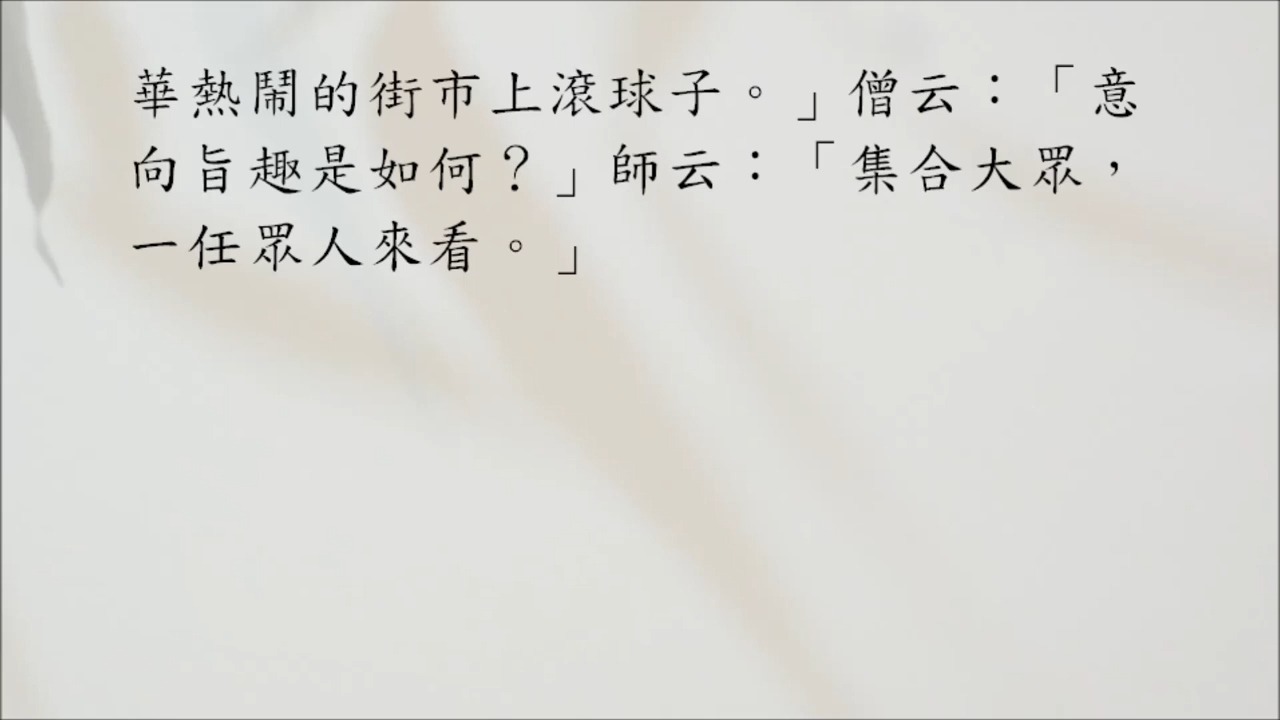 華熱鬧的街市上滾球子。」僧云：「意
向旨趣是如何？」師云：「集合大眾，
一任眾人來看。」